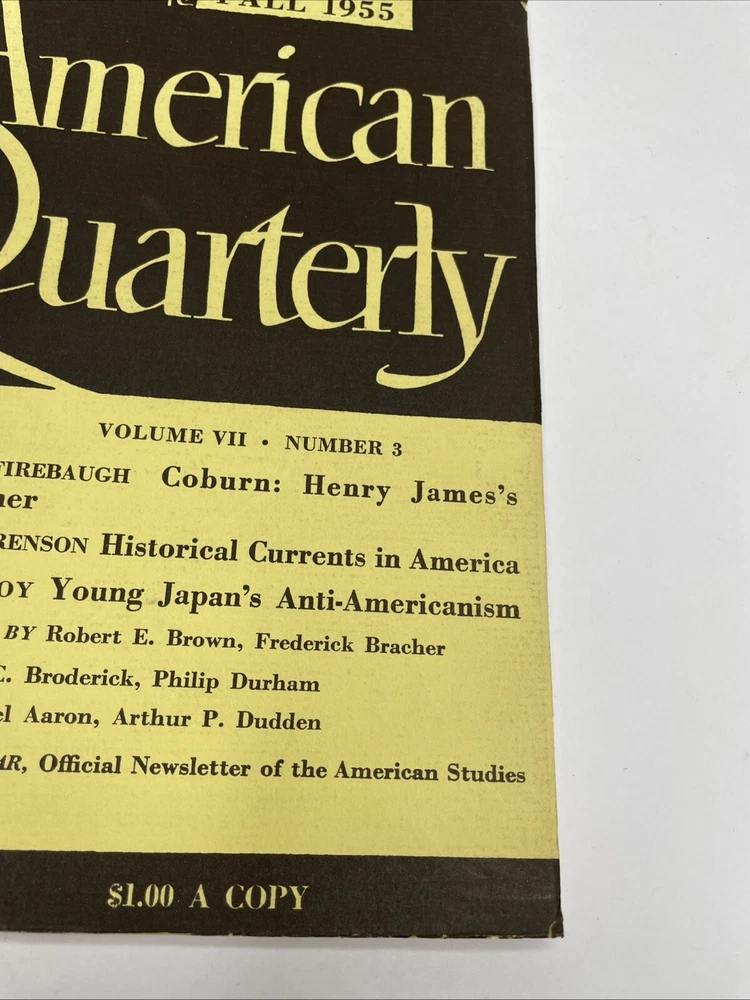 FALL 1955
American
Quarterly
VOLUME VII • NUMBER 3
FIREBAUGH Coburn: Henry James's
RENSON Historical Currents in America
OY Young Japan's Anti-Americanism
BY Robert E. Brown, Frederick Bracher
C. Broderick, Philip Durham
el Aaron, Arthur P. Dudden
AR, Official Newsletter of the American Studies
$1.00 A COPY